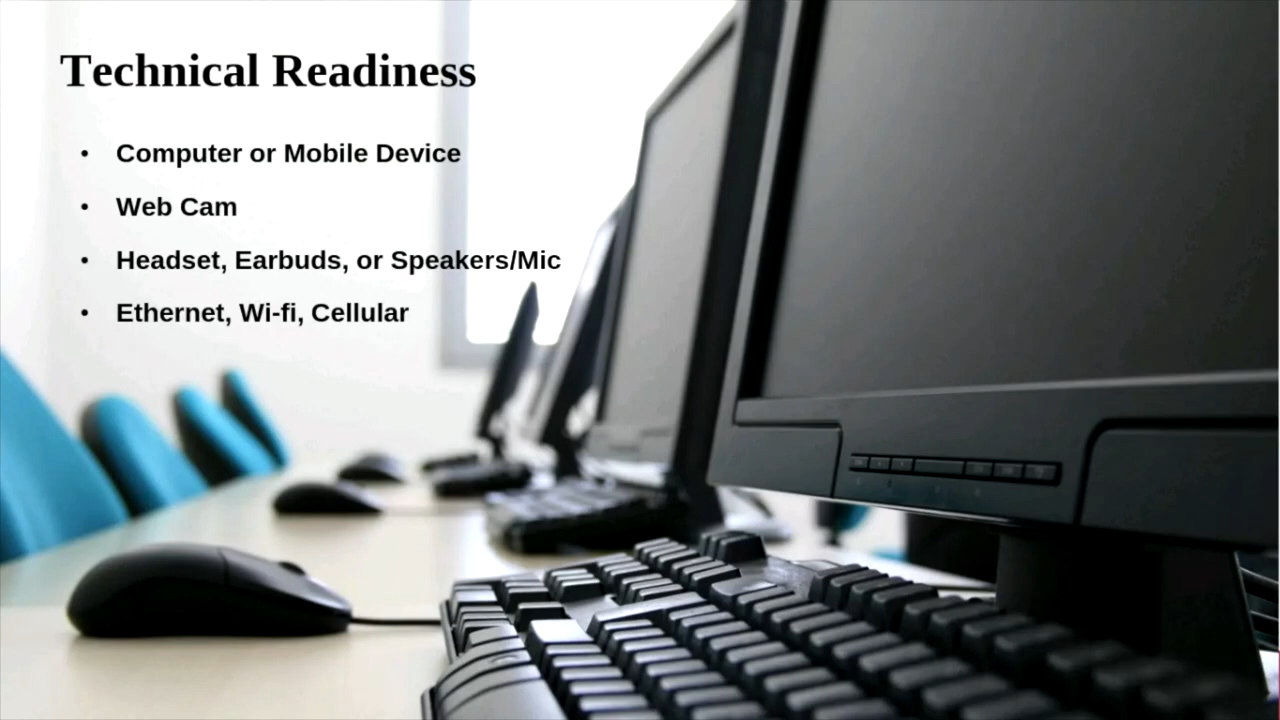 Technical Readiness
• Computer or Mobile Device
• Web Cam
• Headset, Earbuds, or Speakers/Mic
• Ethernet, Wi-fi, Cellular